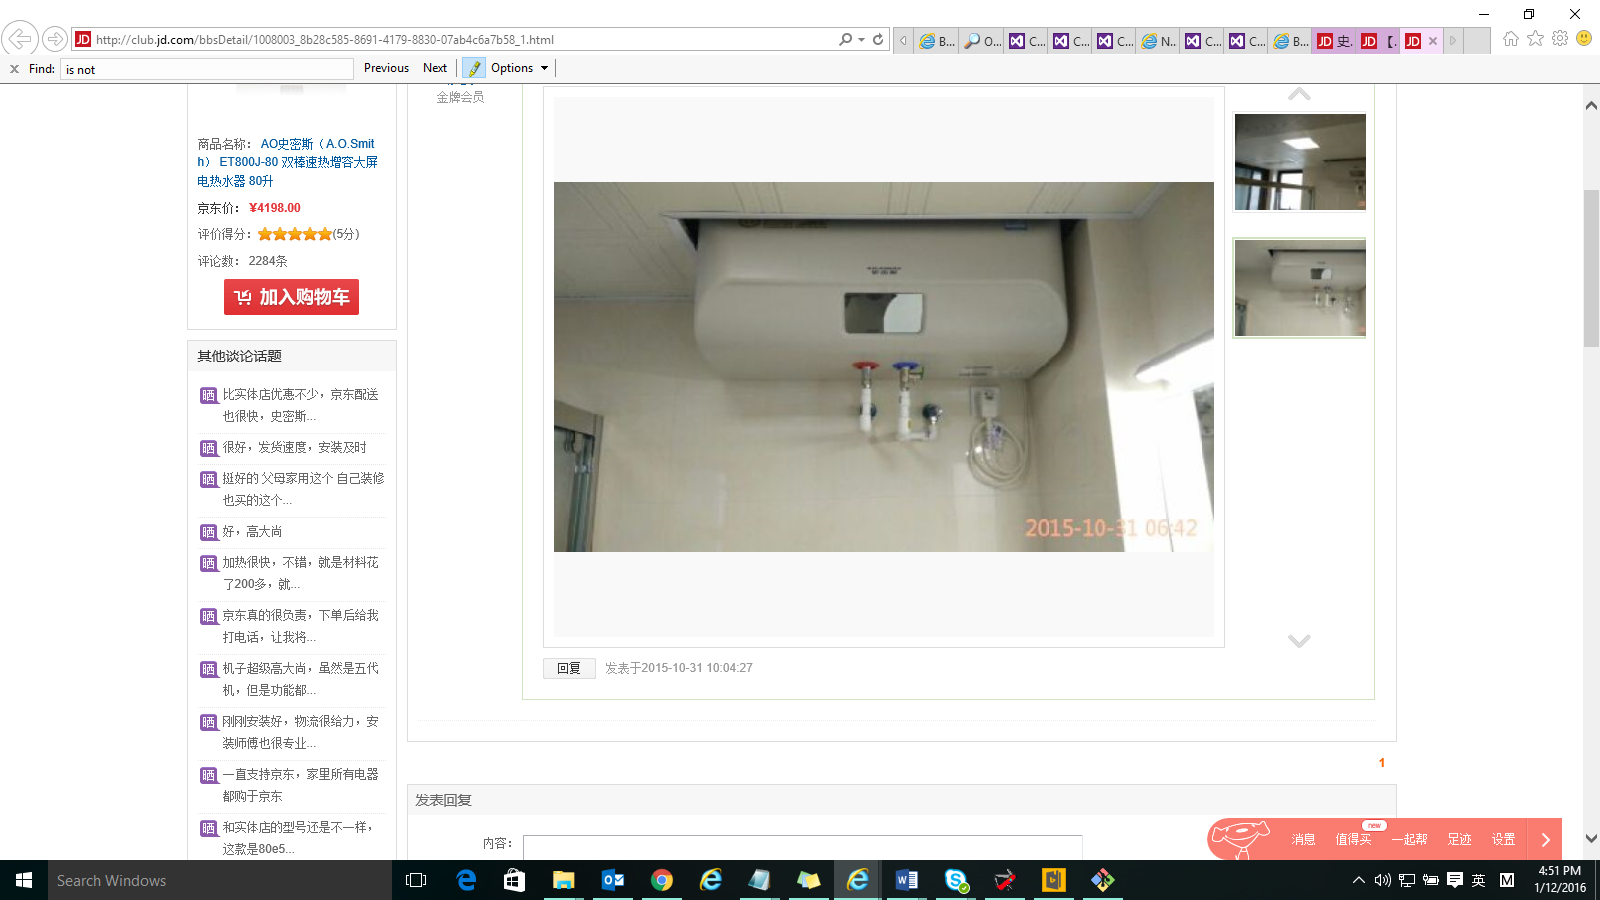 http://club.jd.com/bbsDetail/1008003_8b28c585-8691-4179-8830-07ab4c6a7b58_1.html
B...
O...
C...
C...
C...
N...
C...
C...
B...
Find: is not
Previous
Next
Options
金牌会员
商品名称： AO史密斯（A.O.Smit
h） ET800J-80 双棒速热增容大屏
电热水器 80升
京东价： ¥4198.00
评价得分： (5分)
评论数： 2284条
加入购物车
其他谈论话题
晒 比实体店优惠不少，京东配送
也很快，史密斯...
晒 很好，发货速度，安装及时
晒 挺好的 父母家用这个 自己装修
也买的这个...
晒 好，高大尚
晒 加热很快，不错，就是材料花
了200多，就...
晒 京东真的很负责，下单后给我
打电话，让我将...
晒 机子超级高大尚，虽然是五代
机，但是功能都...
晒 刚刚安装好，物流很给力，安
装师傅也很专业...
晒 一直支持京东，家里所有电器
都购于京东
晒 和实体店的型号还是不一样，
这款是80e5...
2015-10-31 06:42
回复 发表于2015-10-31 10:04:27
1
发表回复
内容：
消息
值得买
new
一起帮
足迹
设置
Search Windows
英
M
4:51 PM
1/12/2016